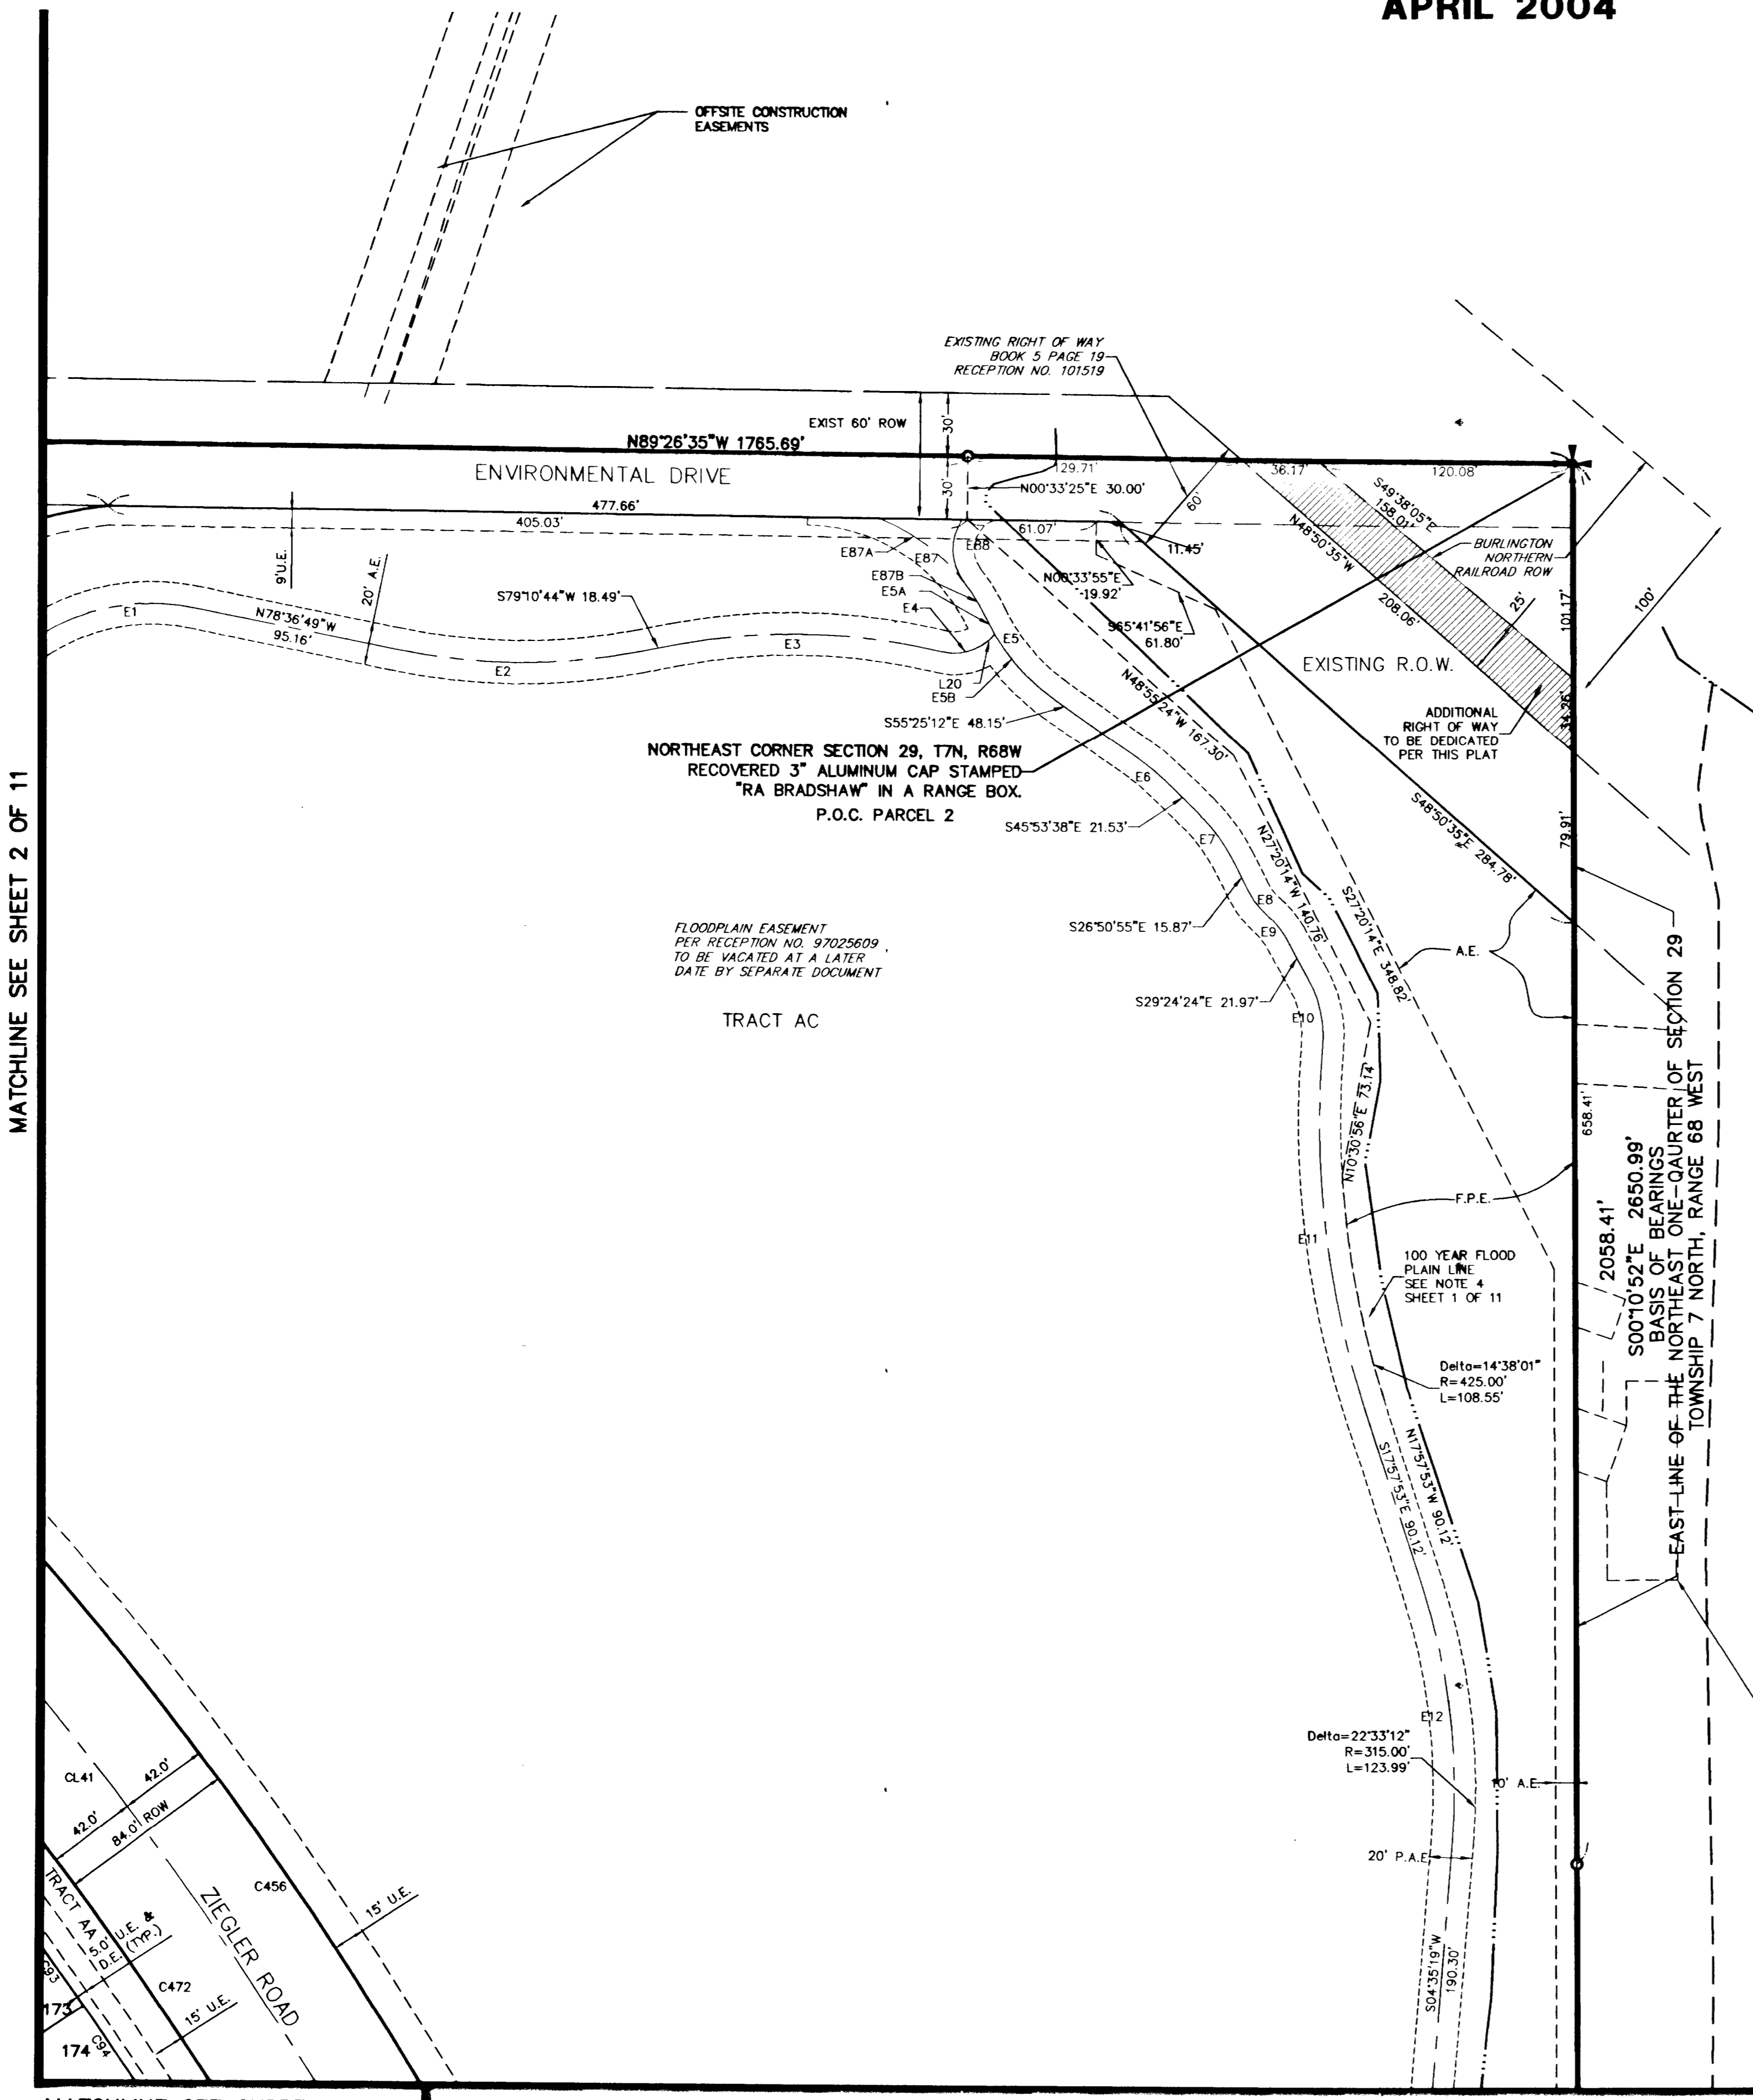 APRIL 2004
OFFSITE CONSTRUCTION
EASEMENTS
EXISTING RIGHT OF WAY
BOOK 5 PAGE 19
RECEPTION NO. 101519
EXIST 60' ROW
30'
N89°26'35"W 1765.69'
ENVIRONMENTAL DRIVE
129.71'
36.17'
120.08'
30'
N00°33'25"E 30.00'
60'
S49°38'05"E
158.01'
N48°50'35"W
208.06'
477.66'
405.03'
61.07'
11.45'
E87A
E87
E88
BURLINGTON
NORTHERN
RAILROAD ROW
100'
101.17'
25'
9'U.E.
20' A.E.
E87B
E5A
E4
N00°33'55"E
19.92'
S65°41'56"E
61.80'
E1
N78°36'49"W
95.16'
S79°10'44"W 18.49'
E2
E3
E5
L20
E5B
EXISTING R.O.W.
34.26'
ADDITIONAL
RIGHT OF WAY
TO BE DEDICATED
PER THIS PLAT
S55°25'12"E 48.15'
N48°55'24"W 167.30'
NORTHEAST CORNER SECTION 29, T7N, R68W
RECOVERED 3" ALUMINUM CAP STAMPED
"RA BRADSHAW" IN A RANGE BOX.
P.O.C. PARCEL 2
E6
S45°53'38"E 21.53'
E7
S48°50'35"E 284.78'
79.91'
N27°20'14"W 140.76'
S27°20'14"E 348.82'
E8
S26°50'55"E 15.87'
E9
A.E.
MATCHLINE SEE SHEET 2 OF 11
FLOODPLAIN EASEMENT
PER RECEPTION NO. 97025609
TO BE VACATED AT A LATER
DATE BY SEPARATE DOCUMENT
TRACT AC
S29°24'24"E 21.97'
E10
N10°30'56"E 73.14'
658.41'
F.P.E.
E11
100 YEAR FLOOD
PLAIN LINE
SEE NOTE 4
SHEET 1 OF 11
2058.41'
S00°10'52"E 2650.99'
BASIS OF BEARINGS
EAST LINE OF THE NORTHEAST ONE-QAURTER OF SECTION 29
TOWNSHIP 7 NORTH, RANGE 68 WEST
Delta=14°38'01"
R=425.00'
L=108.55'
S17°57'53"E 90.12'
N17°57'53"W 90.12'
E12
Delta=22°33'12"
R=315.00'
L=123.99'
10' A.E.
20' P.A.E.
S04°35'19"W
190.30'
CL41
42.0'
42.0'
84.0' ROW
TRACT AA
5.0' U.E. &
D.E. (TYP.)
ZIEGLER ROAD
C456
15' U.E.
C93
C472
173
15' U.E.
174
C94